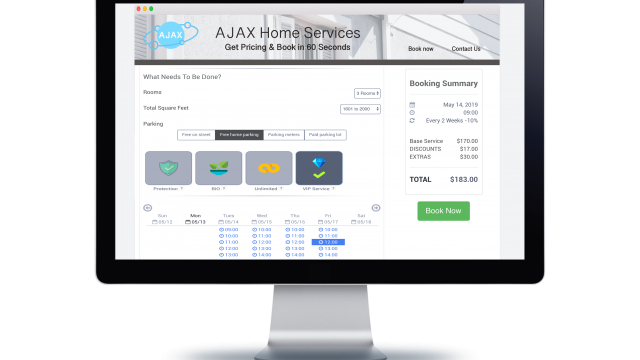 AJAX
AJAX Home Services
Get Pricing & Book in 60 Seconds
Book now
Contact Us
What Needs To Be Done?
Rooms
3 Rooms
Total Square Feet
1001 to 2000
Parking
Free on street
Free home parking
Parking meters
Paid parking lot
Protection ?
BIO ?
Unlimited ?
VIP Service ?
Sun Mon Tues Wed Thu Fri Sat
05/12 05/13 05/14 05/15 05/16 05/17 05/18
09:00 10:00 10:00 10:00
10:00 11:00 11:00 11:00
11:00 12:00 12:00 12:00
12:00 13:00 13:00 13:00
13:00 14:00 14:00 14:00
Booking Summary
May 14, 2019
09:00
Every 2 Weeks -10%
Base Service $170.00
DISCOUNTS $17.00
EXTRAS $30.00
TOTAL $183.00
Book Now